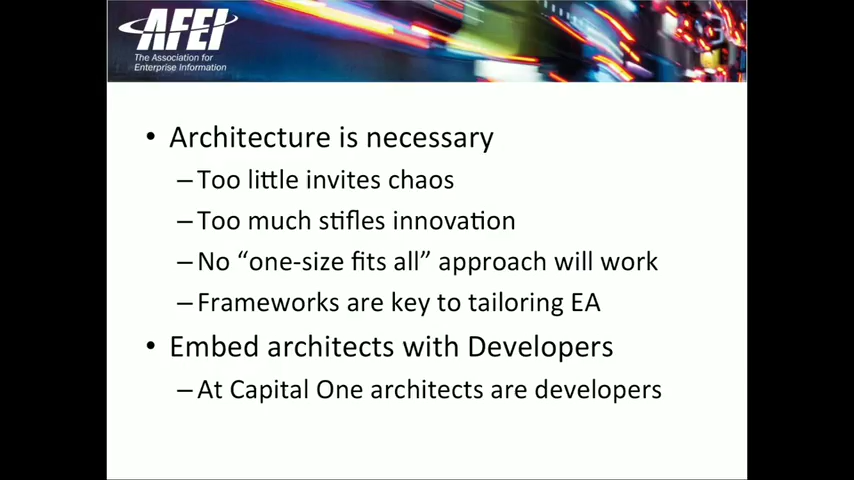 AFEI
The Association for
Enterprise Information
• Architecture is necessary
– Too little invites chaos
– Too much stifles innovation
– No “one-size fits all” approach will work
– Frameworks are key to tailoring EA
• Embed architects with Developers
– At Capital One architects are developers